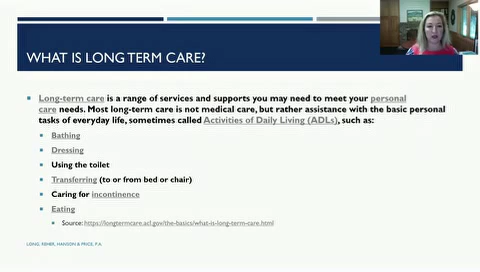 WHAT IS LONG TERM CARE?
Long-term care is a range of services and supports you may need to meet your personal
care needs. Most long-term care is not medical care, but rather assistance with the basic personal
tasks of everyday life, sometimes called Activities of Daily Living (ADLs), such as:
Bathing
Dressing
Using the toilet
Transferring (to or from bed or chair)
Caring for incontinence
Eating
Source: https://longtermcare.acl.gov/the-basics/what-is-long-term-care.html
HANSON & PRICE, P.A.